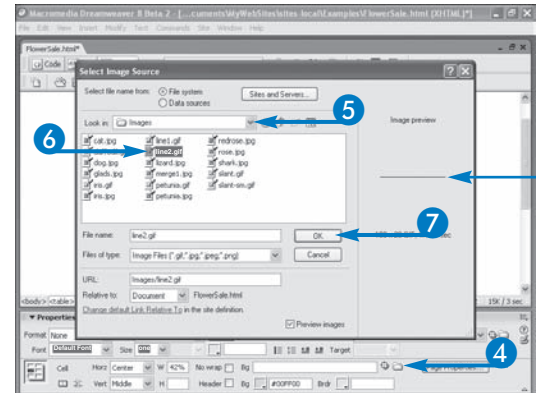 Macromedia Dreamweaver 8 Beta 2 - [...cuments\MyWebSites\sites local\Examples\FlowerSale.html (XHTML)*]
File Edit View Insert Modify Text Commands Site Window Help
FlowerSale.html*
Code
Select Image Source
Select file name from: File system
Sites and Servers...
Data sources
Look in: Images
5
Image preview
6
cat.jpg line1.gif redrose.jpg
line2.gif rose.jpg
dog.jpg lizard.jpg shark.jpg
glads.jpg merge1.jpg slant.gif
iris.gif petunia.gif slant-sm.gif
iris.jpg petunia.jpg
7
File name: line2.gif OK
Files of type: Image Files (*.gif,*.jpg,*.jpeg,*.png) Cancel
URL: Images/line2.gif
Relative to: Document FlowerSale.html
Change default Link Relative To in the site definition.
Preview images
<body> <table> 15K / 3 sec
Properties
Format None
Font Default Font Size one Target
4
Cell Horz Center W 42% No wrap Bg Page Properties...
Vert Middle H Header Bg #00FF00 Brdr